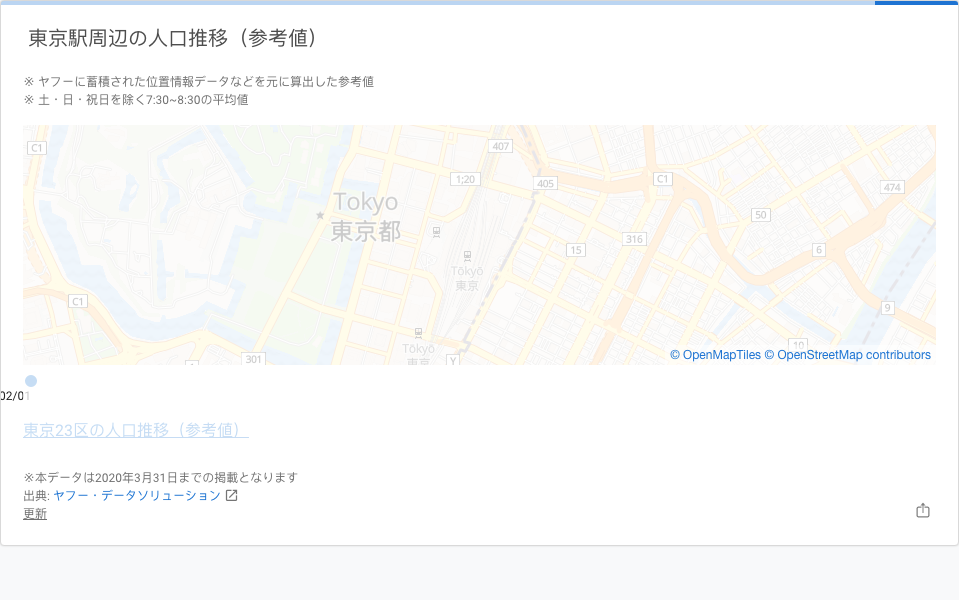 東京駅周辺の人口推移（参考値）
※ ヤフーに蓄積された位置情報データなどを元に算出した参考値
※ 土・日・祝日を除く7:30~8:30の平均値
C1
407
1;20
405
C1
474
Tokyo
東京都
50
316
15
6
Tōkyō
東京
C1
9
10
301
Tōkyō
東京
Y
© OpenMapTiles © OpenStreetMap contributors
02/01
東京23区の人口推移（参考値）
※本データは2020年3月31日までの掲載となります
出典: ヤフー・データソリューション
更新